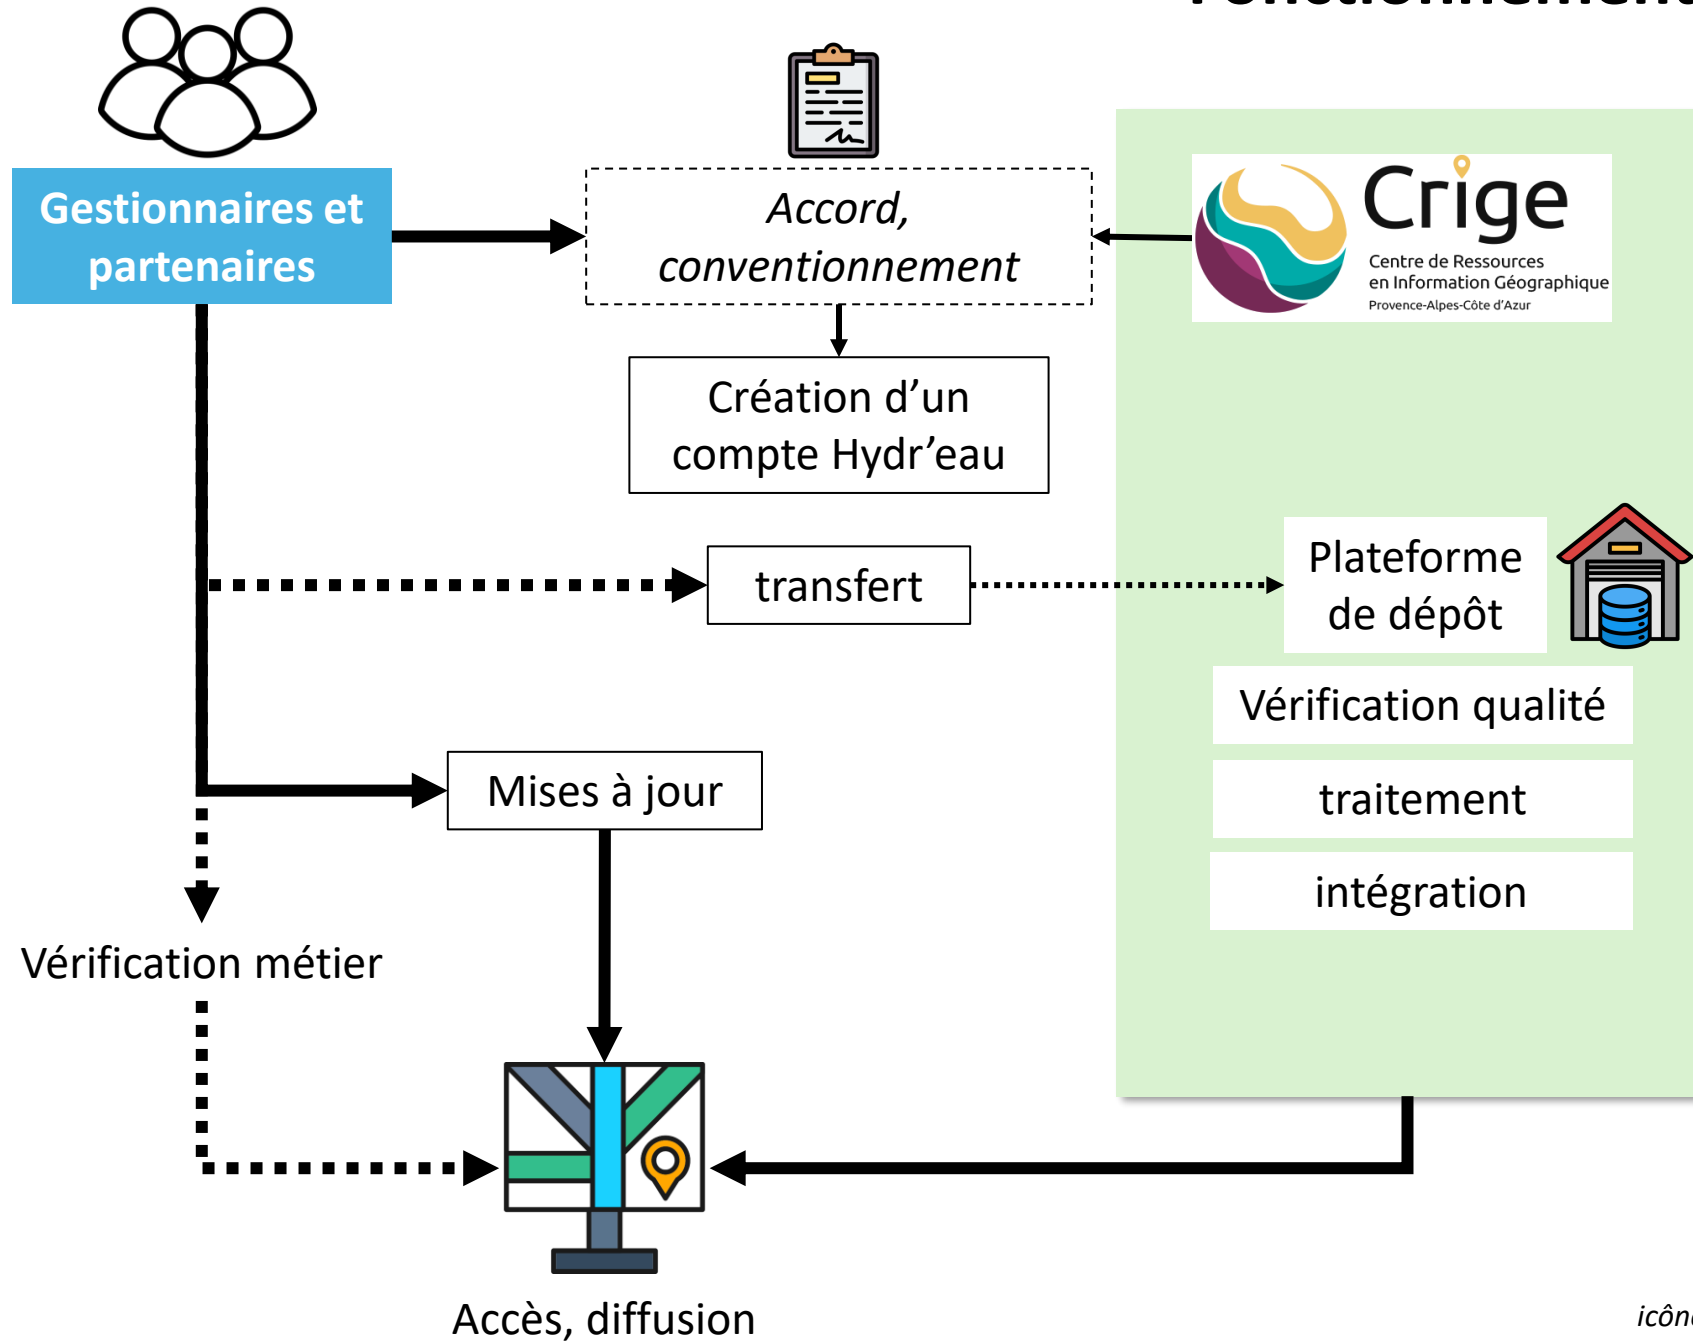 Gestionnaires et
partenaires
Accord,
conventionnement
Crige
Centre de Ressources
en Information Géographique
Provence-Alpes-Côte d'Azur
Création d’un
compte Hydr’eau
transfert
Plateforme
de dépôt
Vérification qualité
Mises à jour
traitement
intégration
Vérification métier
Accès, diffusion